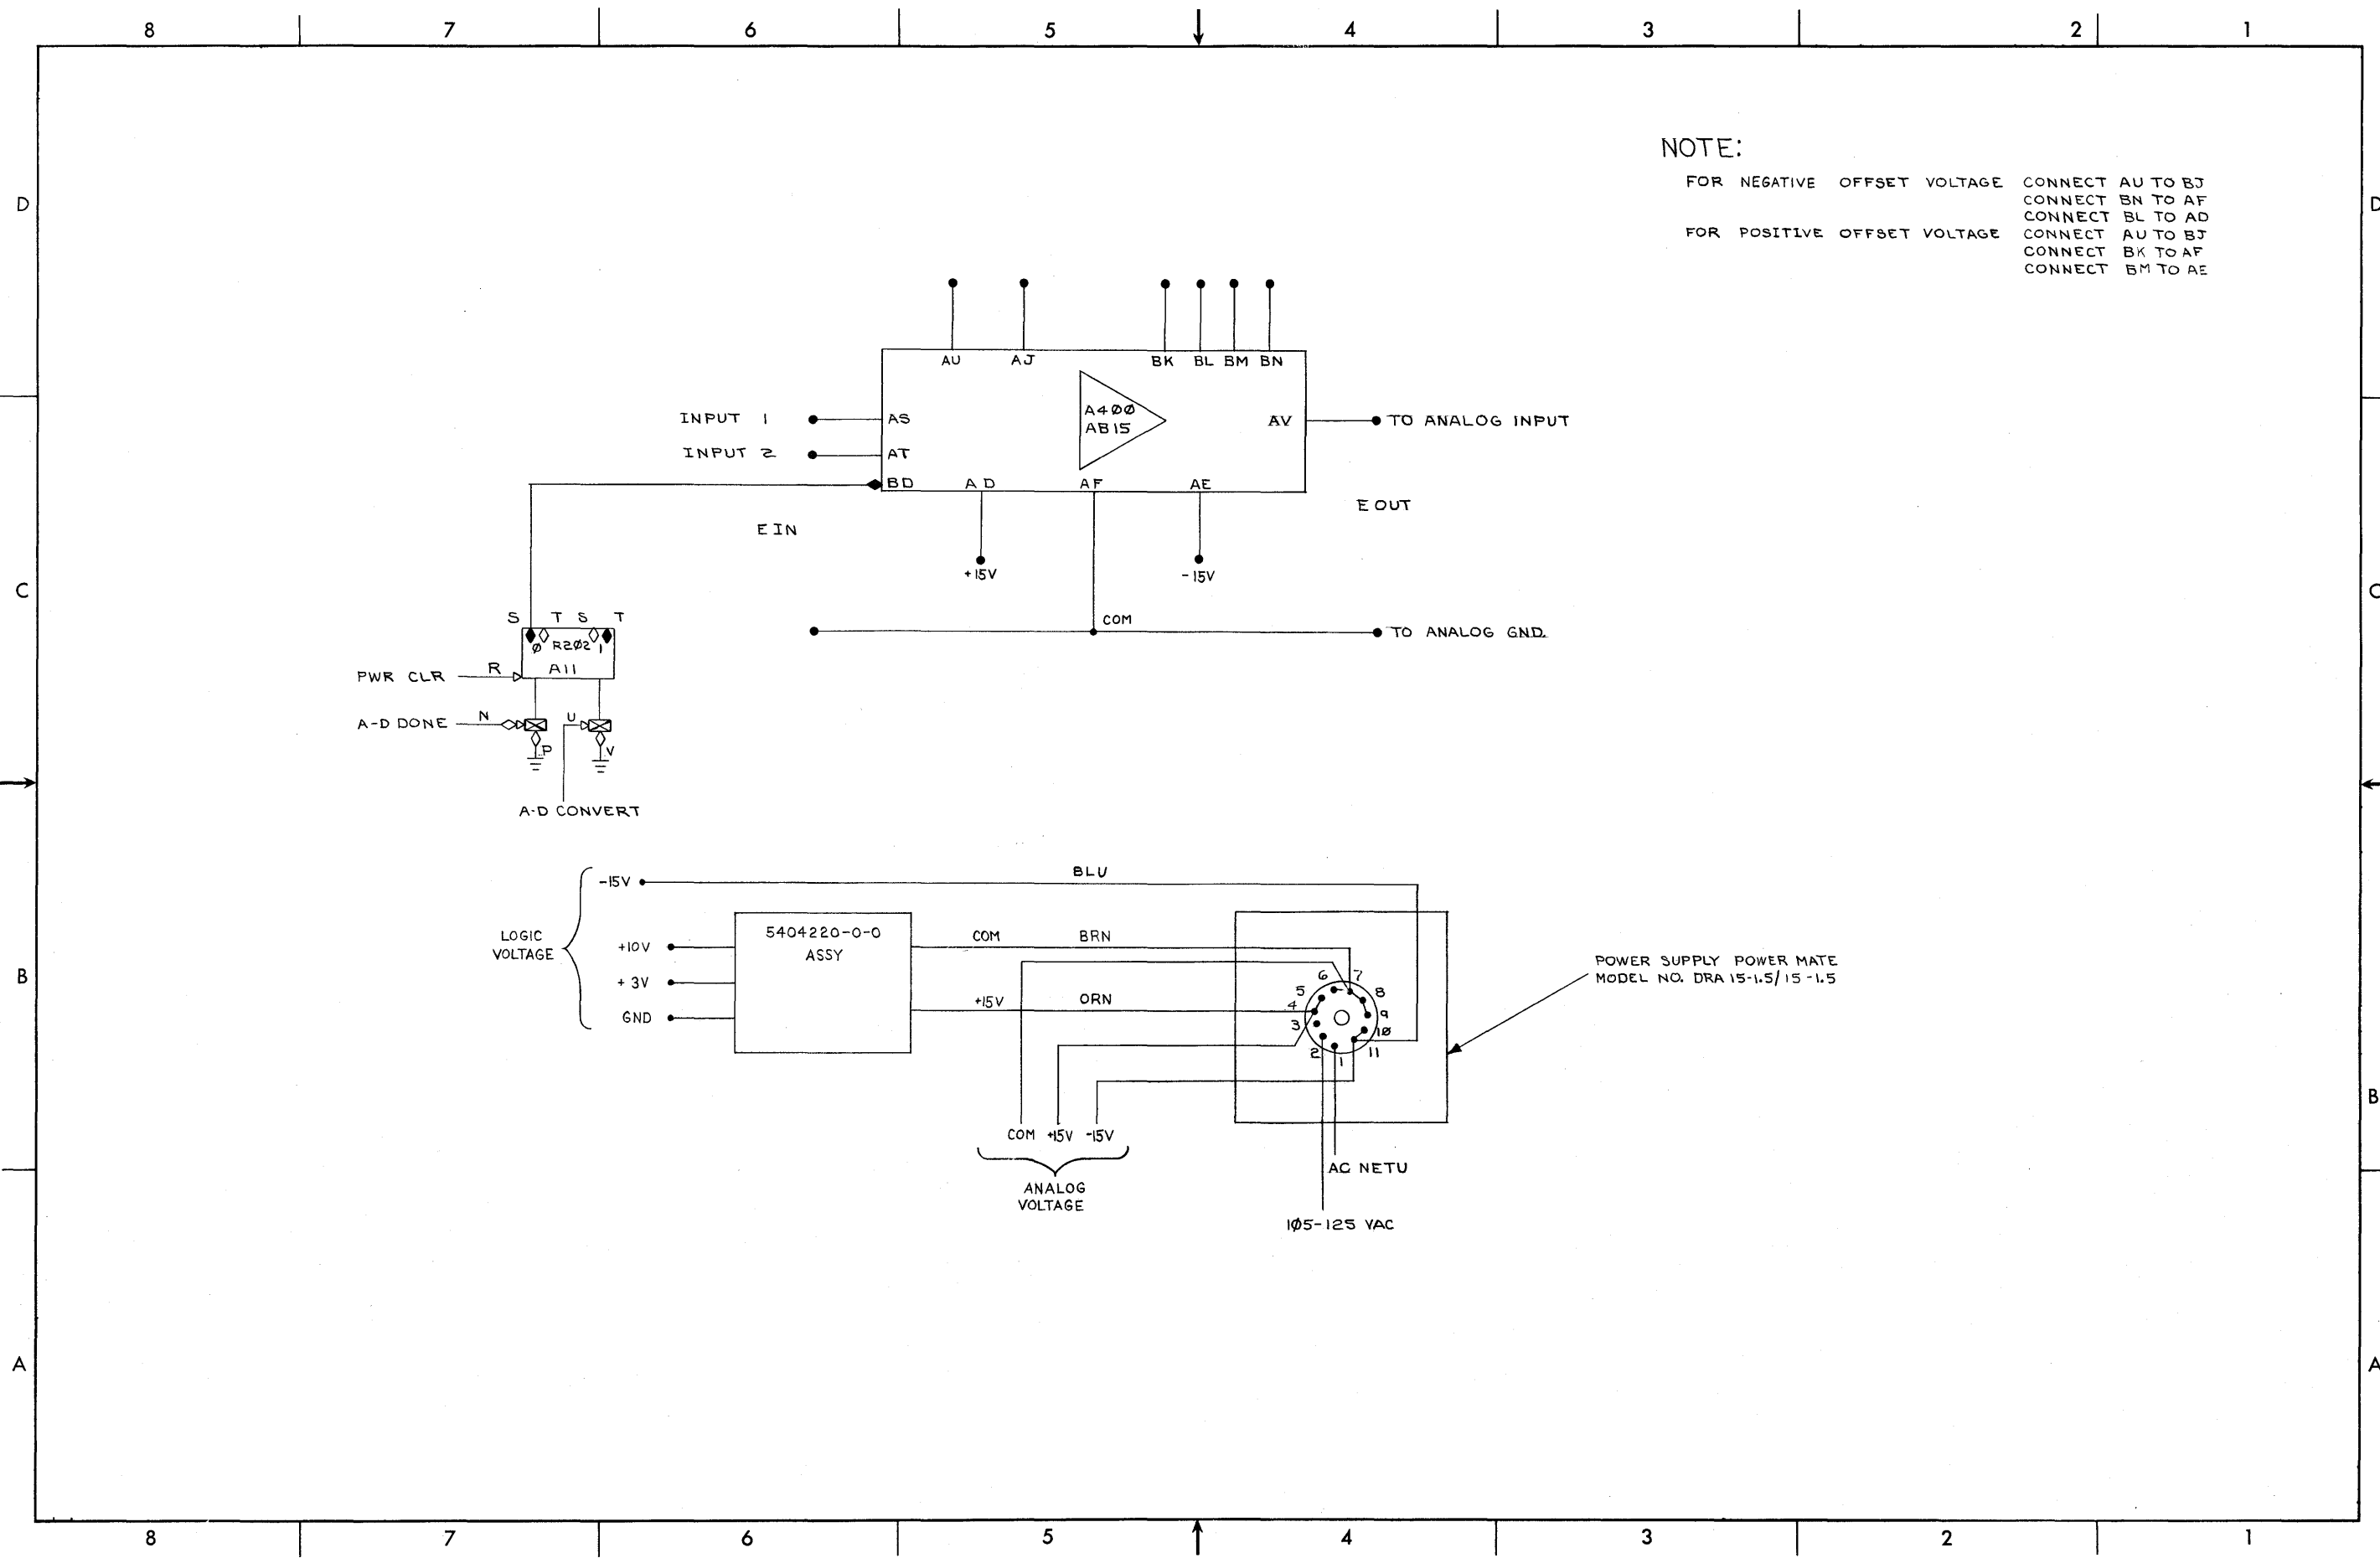 8 7 6 5 4 3 2 1
D
D
NOTE:
FOR NEGATIVE OFFSET VOLTAGE CONNECT AU TO BJ
CONNECT BN TO AF
CONNECT BL TO AD
FOR POSITIVE OFFSET VOLTAGE CONNECT AU TO BJ
CONNECT BK TO AF
CONNECT BM TO AE
AU AJ BK BL BM BN
INPUT 1 AS
A4ØØ
AB15
AV TO ANALOG INPUT
INPUT 2 AT
BD AD AF AE
E OUT
E IN
+15V
-15V
C
C
S T S T
COM
TO ANALOG GND.
Ø R2Ø2 1
A11
PWR CLR R
A-D DONE N U
P V
A-D CONVERT
-15V BLU
LOGIC
VOLTAGE
+10V
+3V
GND
5404220-0-0
ASSY
COM BRN
+15V ORN
6 7
5 8
4 9
3 1Ø
2 1 11
POWER SUPPLY POWER MATE
MODEL NO. DRA 15-1.5/15-1.5
B
B
COM +15V -15V
ANALOG
VOLTAGE
AC NETU
1Ø5-125 VAC
A
A
8 7 6 5 4 3 2 1